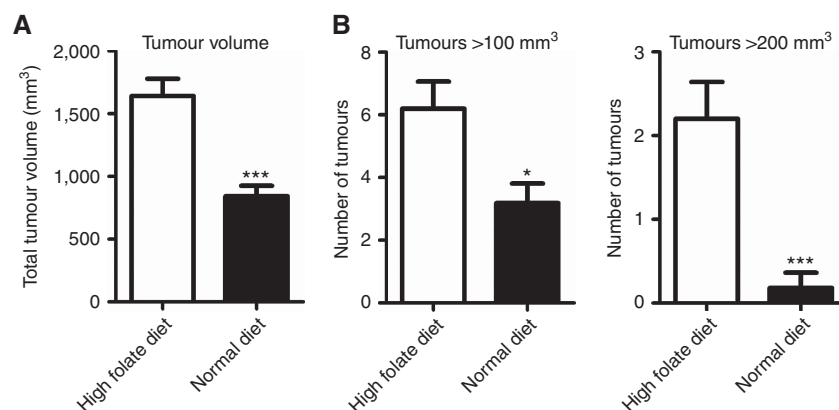 A
Tumour volume
Total tumour volume (mm³)
2,000
1,500
1,000
500
0
***
High folate diet
Normal diet
B
Tumours >100 mm³
Number of tumours
8
6
4
2
0
*
High folate diet
Normal diet
Tumours >200 mm³
Number of tumours
3
2
1
0
***
High folate diet
Normal diet